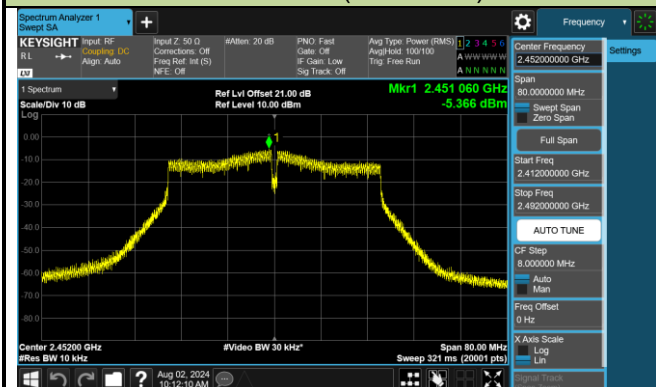 Spectrum Analyzer 1
Swept SA
+
Frequency
KEYSIGHT
RL
LXI
Input: RF
Coupling: DC
Align: Auto
Input Z: 50 Ω
Corrections: Off
Freq Ref: Int (S)
NFE: Off
#Atten: 20 dB
PNO: Fast
Gate: Off
IF Gain: Low
Sig Track: Off
Avg Type: Power (RMS)
Avg|Hold: 100/100
Trig: Free Run
1 2 3 4 5 6
A W W W W W
A N N N N N
1 Spectrum
Scale/Div 10 dB
Log
Ref Lvl Offset 21.00 dB
Ref Level 10.00 dBm
Mkr1 2.451 060 GHz
-5.366 dBm
1
0.00
-10.0
-20.0
-30.0
-40.0
-50.0
-60.0
-70.0
-80.0
Center 2.45200 GHz
#Res BW 10 kHz
#Video BW 30 kHz*
Span 80.00 MHz
Sweep 321 ms (20001 pts)
Center Frequency
2.452000000 GHz
Settings
Span
80.0000000 MHz
Swept Span
Zero Span
Full Span
Start Freq
2.412000000 GHz
Stop Freq
2.492000000 GHz
AUTO TUNE
CF Step
8.000000 MHz
Auto
Man
Freq Offset
0 Hz
X Axis Scale
Log
Lin
Signal Track
?
Aug 02, 2024
10:12:10 AM